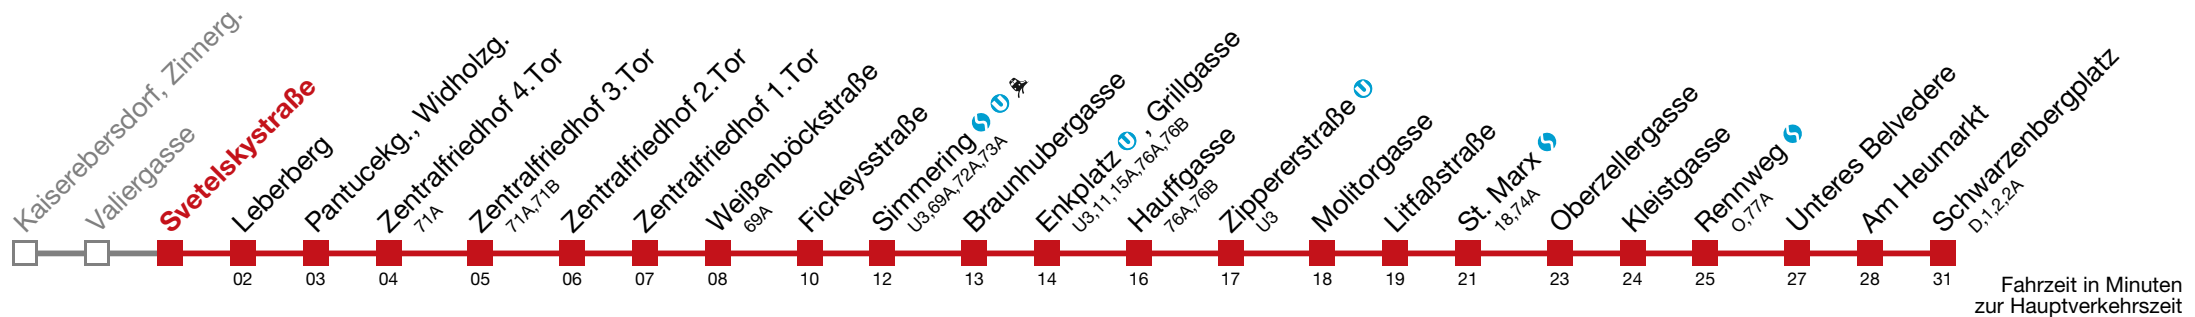 Kaiserebersdorf, Zinnerg.
Valiergasse
Svetelskystraße
Leberberg
02
Pantucekg., Widholzg.
03
Zentralfriedhof 4.Tor
71A
04
Zentralfriedhof 3.Tor
71A,71B
05
Zentralfriedhof 2.Tor
06
Zentralfriedhof 1.Tor
07
Weißenböckstraße
69A
08
Fickeysstraße
10
Simmering
U3,69A,72A,73A
12
Braunhubergasse
13
Enkplatz , Grillgasse
U3,11,15A,76A,76B
14
Hauffgasse
76A,76B
16
Zippererstraße
U3
17
Molitorgasse
18
Litfaßstraße
19
St. Marx
18,74A
21
Oberzellergasse
23
Kleistgasse
24
Rennweg
O,77A
25
Unteres Belvedere
27
Am Heumarkt
28
Schwarzenbergplatz
D,1,2,2A
31
Fahrzeit in Minuten
zur Hauptverkehrszeit